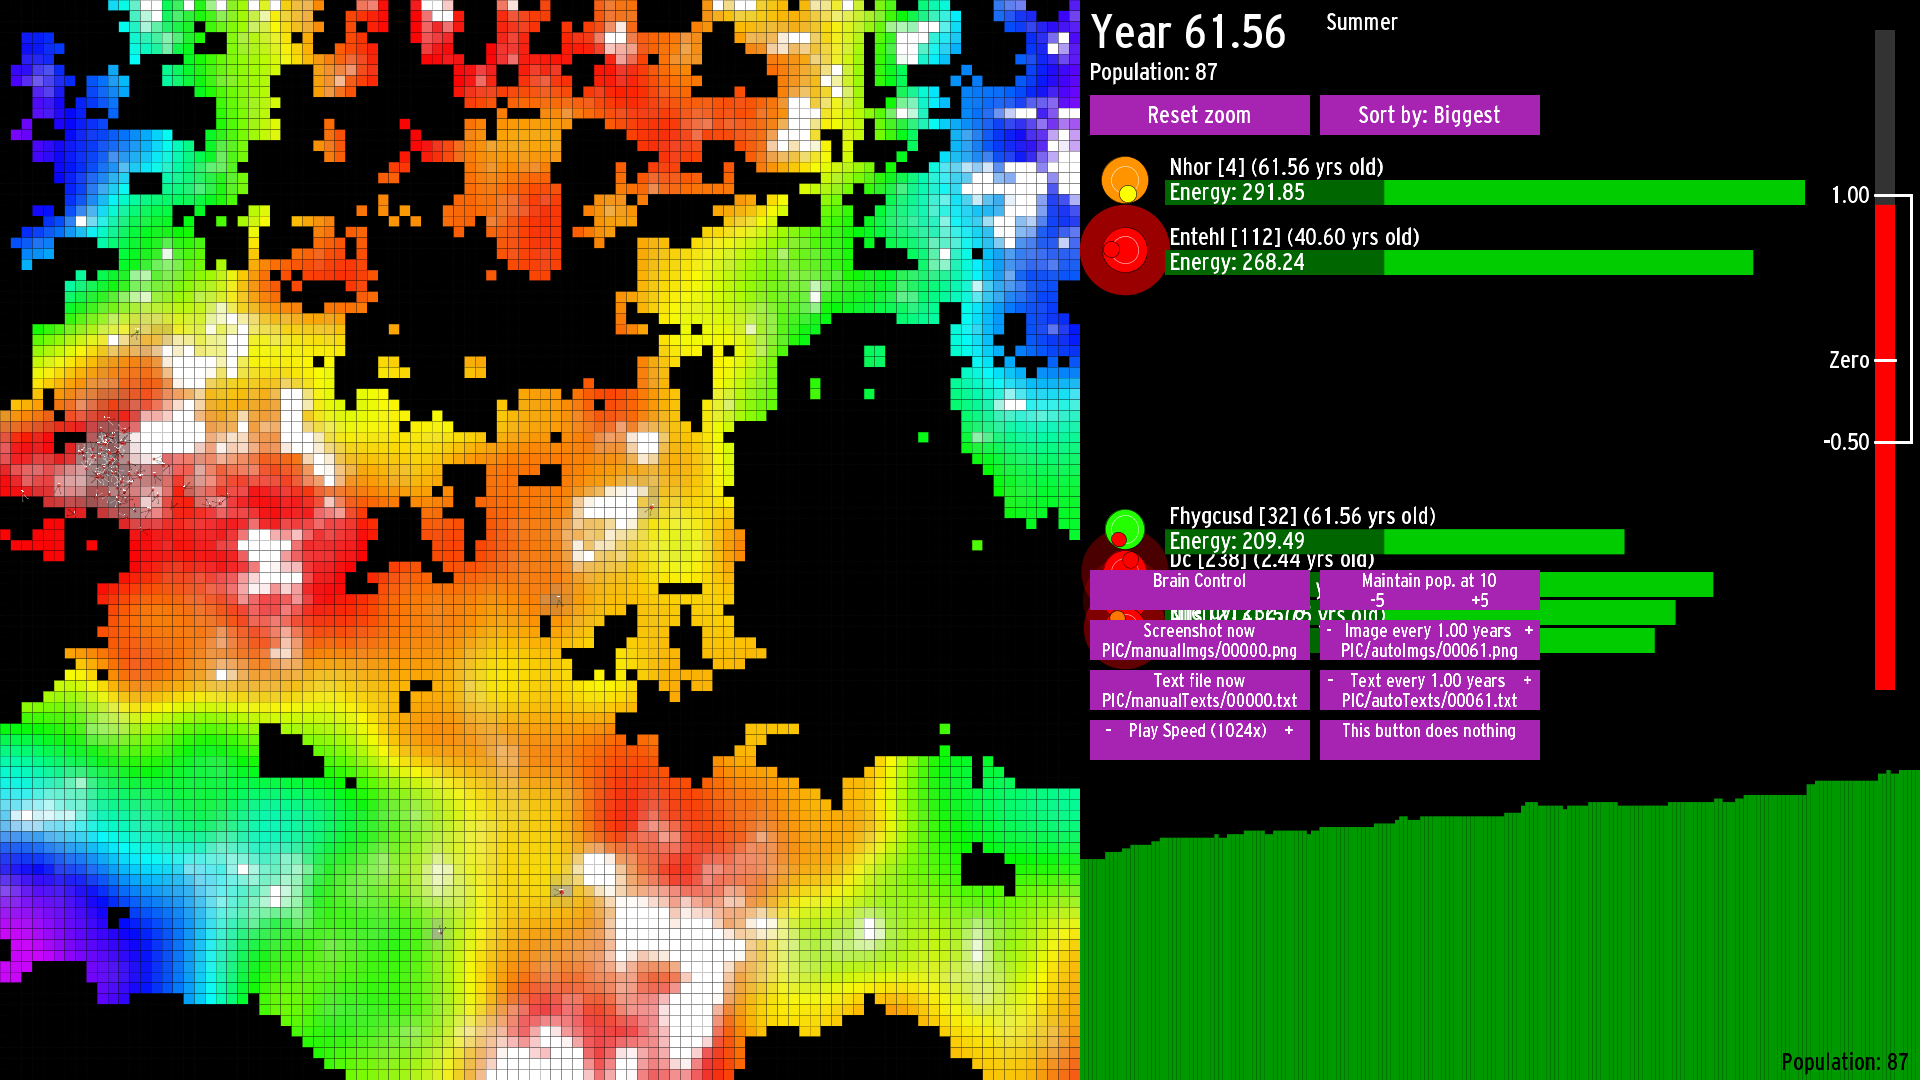 Year 61.56
Summer
Population: 87
Reset zoom
Sort by: Biggest
Nhor [4] (61.56 yrs old)
Energy: 291.85
1.00
Entehl [112] (40.60 yrs old)
Energy: 268.24
Zero
-0.50
Fhygcusd [32] (61.56 yrs old)
Energy: 209.49
Dc [238] (2.44 yrs old)
Brain Control
Maintain pop. at 10
-5 +5
yrs old)
Screenshot now
PIC/manualImgs/00000.png
- Image every 1.00 years +
PIC/autoImgs/00061.png
Text file now
PIC/manualTexts/00000.txt
- Text every 1.00 years +
PIC/autoTexts/00061.txt
- Play Speed (1024x) +
This button does nothing
Population: 87